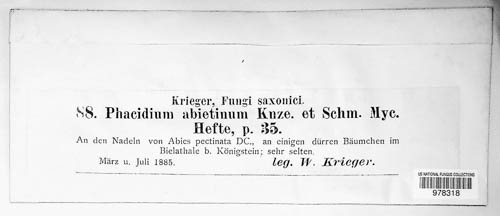 Krieger, Fungi saxonici.
88. Phacidium abietinum Knze. et Schm. Myc.
Hefte, p. 35.
An den Nadeln von Abies pectinata DC., an einigen dürren Bäumchen im
Bielathale b. Königstein; sehr selten.
März u. Juli 1885. leg. W. Krieger.
US NATIONAL FUNGUS COLLECTIONS
978318